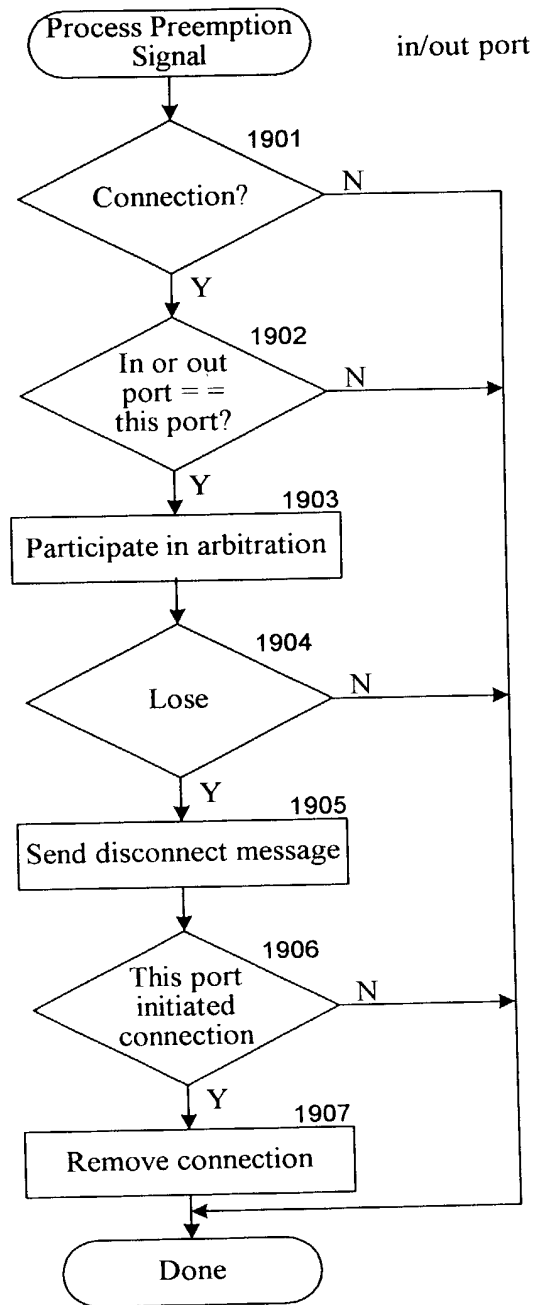 Process Preemption
Signal
in/out port
1901
Connection?
N
Y
1902
In or out
port = =
this port?
N
Y
1903
Participate in arbitration
1904
Lose
N
Y
1905
Send disconnect message
1906
This port
initiated
connection
N
Y
1907
Remove connection
Done